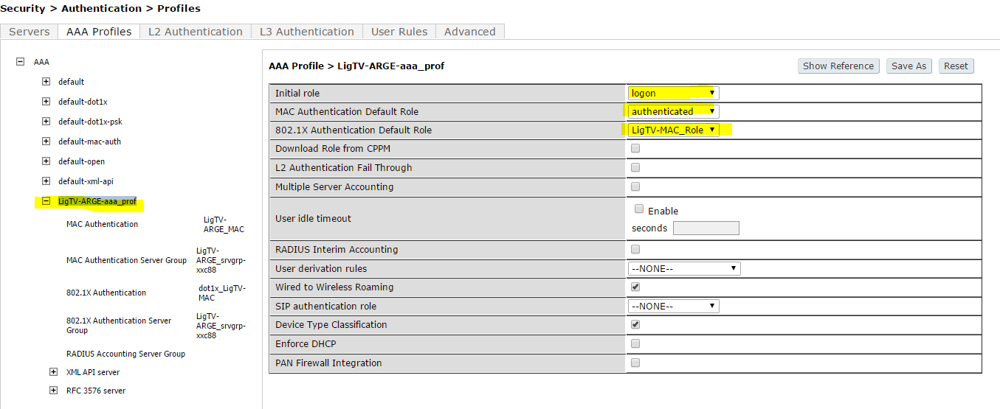 Security > Authentication > Profiles
Servers
AAA Profiles
L2 Authentication
L3 Authentication
User Rules
Advanced
AAA
default
default-dot1x
default-dot1x-psk
default-mac-auth
default-open
default-xml-api
LigTV-ARGE-aaa_prof
MAC Authentication
LigTV-
ARGE_MAC
MAC Authentication Server Group
LigTV-
ARGE_srvgrp-
xxc88
802.1X Authentication
dot1x_LigTV-
MAC
802.1X Authentication Server
Group
LigTV-
ARGE_srvgrp-
xxc88
RADIUS Accounting Server Group
XML API server
RFC 3576 server
AAA Profile > LigTV-ARGE-aaa_prof
Show Reference
Save As
Reset
Initial role
logon
MAC Authentication Default Role
authenticated
802.1X Authentication Default Role
LigTV-MAC_Role
Download Role from CPPM
L2 Authentication Fail Through
Multiple Server Accounting
User idle timeout
Enable
seconds
RADIUS Interim Accounting
User derivation rules
--NONE--
Wired to Wireless Roaming
SIP authentication role
--NONE--
Device Type Classification
Enforce DHCP
PAN Firewall Integration